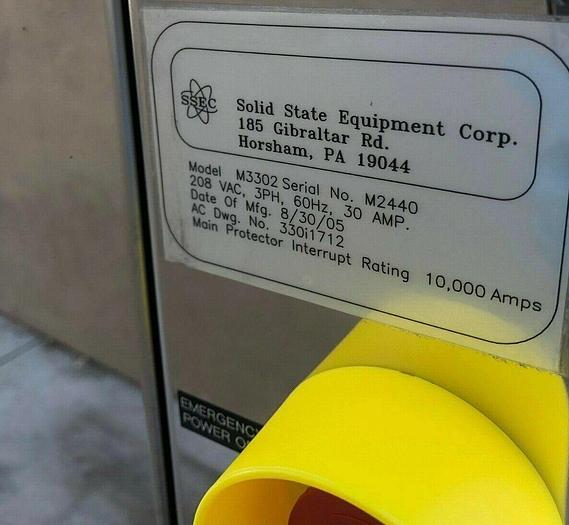 SSEC
Solid State Equipment Corp.
185 Gibraltar Rd.
Horsham, PA 19044
Model M3302 Serial No. M2440
208 VAC, 3PH, 60Hz, 30 AMP.
Date Of Mfg. 8/30/05
AC Dwg. No. 330i1712
Main Protector Interrupt Rating 10,000 Amps
EMERGENCY
POWER